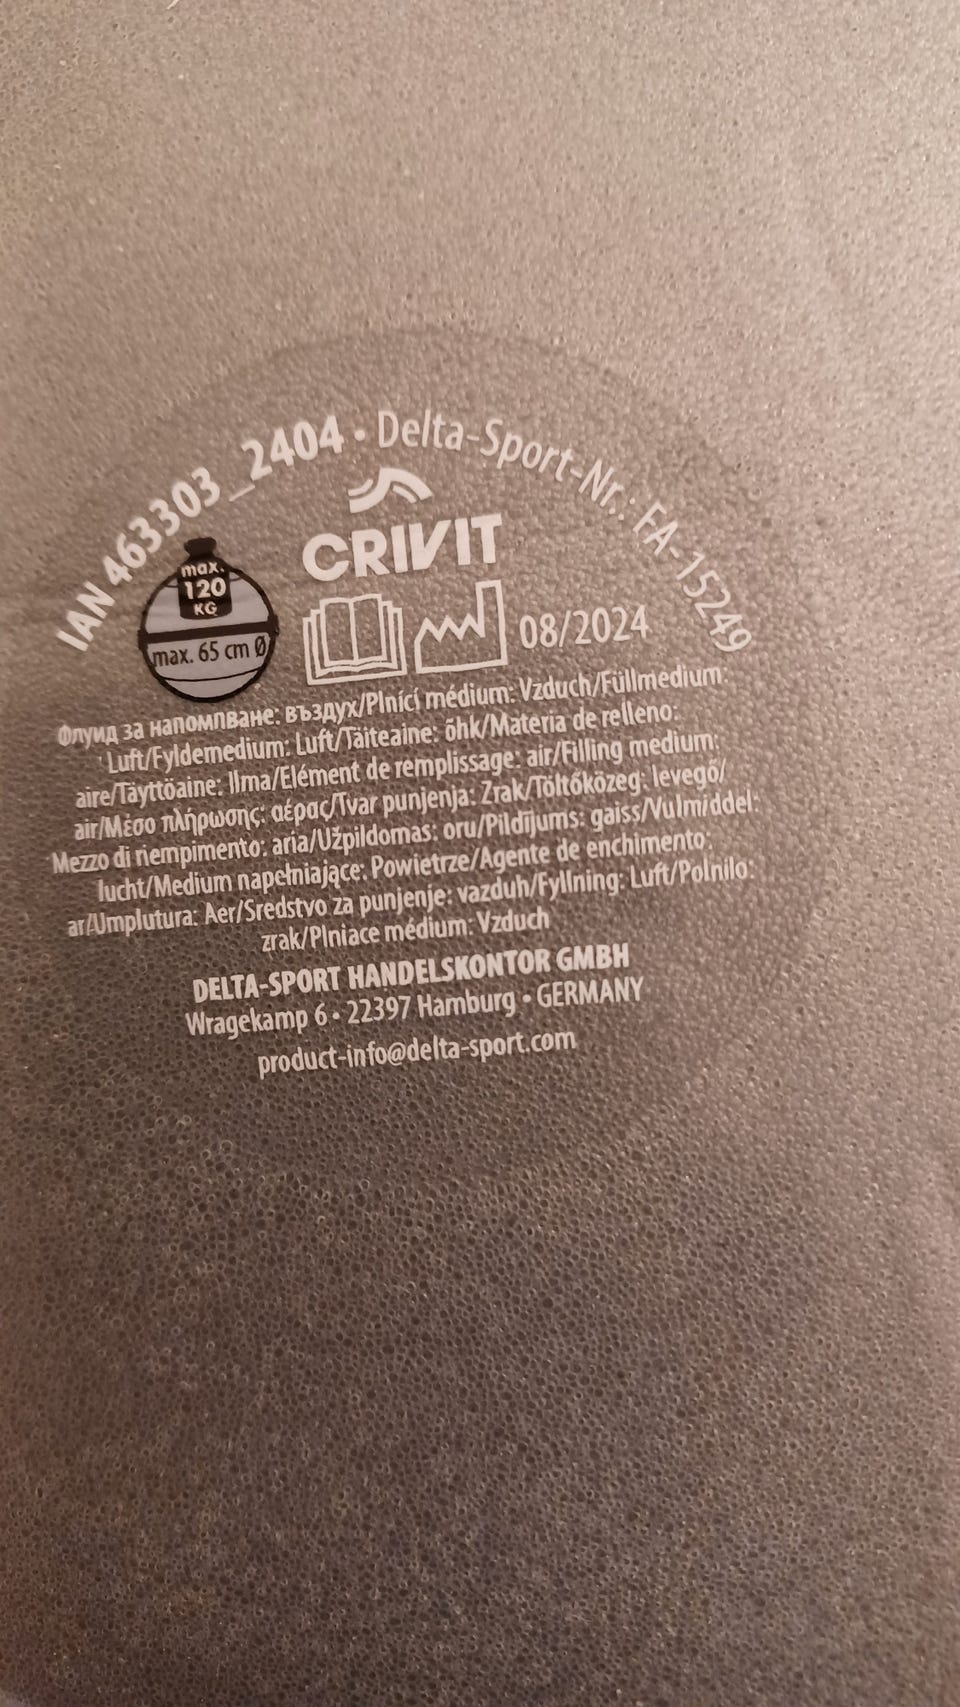 IAN 463303_2404 • Delta-Sport-Nr.: FA-15249
CRIVIT
max.
120
KG
max. 65 cm Ø
08/2024
Флуид за напомпване: въздух/Plnicí médium: Vzduch/Füllmedium:
Luft/Fyldemedium: Luft/Täiteaine: õhk/Materia de relleno:
aire/Täyttöaine: Ilma/Elément de remplissage: air/Filling medium:
air/Μέσο πλήρωσης: αέρας/Tvar punjenja: Zrak/Töltőközeg: levegő/
Mezzo di riempimento: aria/Užpildomas: oru/Pildījums: gaiss/Vulmiddel:
lucht/Medium napełniające: Powietrze/Agente de enchimento:
ar/Umplutura: Aer/Sredstvo za punjenje: vazduh/Fyllning: Luft/Polnilo:
zrak/Plniace médium: Vzduch
DELTA-SPORT HANDELSKONTOR GMBH
Wragekamp 6 • 22397 Hamburg • GERMANY
product-info@delta-sport.com